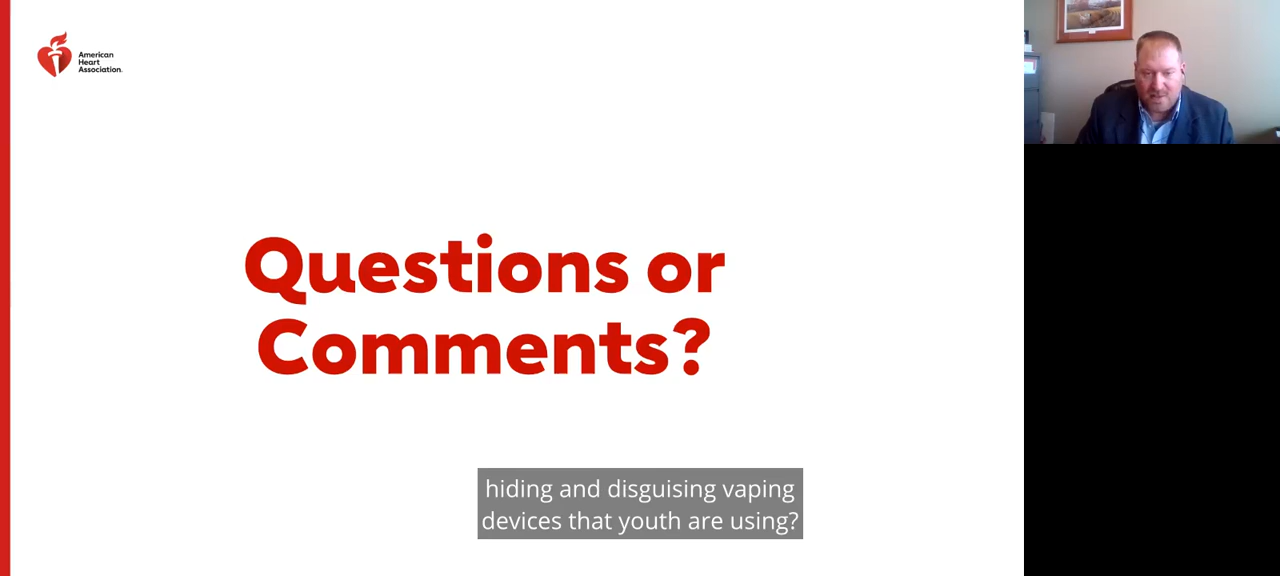 American
Heart
Association.
Questions or
Comments?
hiding and disguising vaping
devices that youth are using?